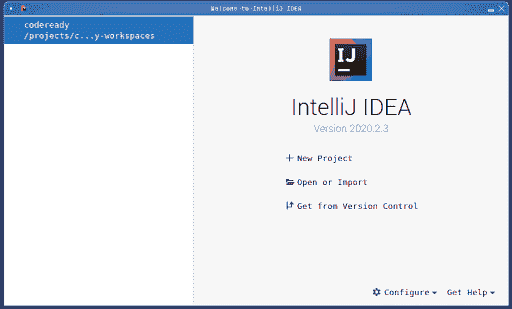 Welcome to IntelliJ IDEA
codeready
/projects/c...y-workspaces
IJ
IntelliJ IDEA
Version 2020.2.3
New Project
Open or Import
Get from Version Control
Configure
Get Help